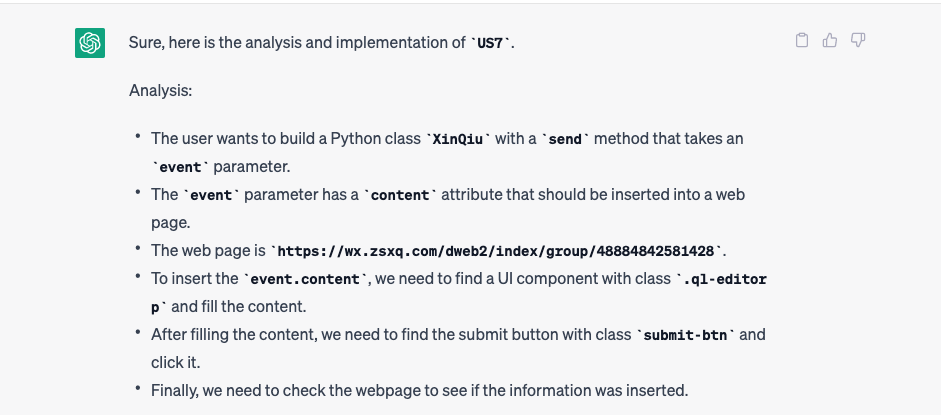 Sure, here is the analysis and implementation of `US7`.
Analysis:
• The user wants to build a Python class `XinQiu` with a `send` method that takes an
`event` parameter.
• The `event` parameter has a `content` attribute that should be inserted into a web
page.
• The web page is `https://wx.zsxq.com/dweb2/index/group/48884842581428`.
• To insert the `event.content`, we need to find a UI component with class `.ql-editor
p` and fill the content.
• After filling the content, we need to find the submit button with class `submit-btn` and
click it.
• Finally, we need to check the webpage to see if the information was inserted.